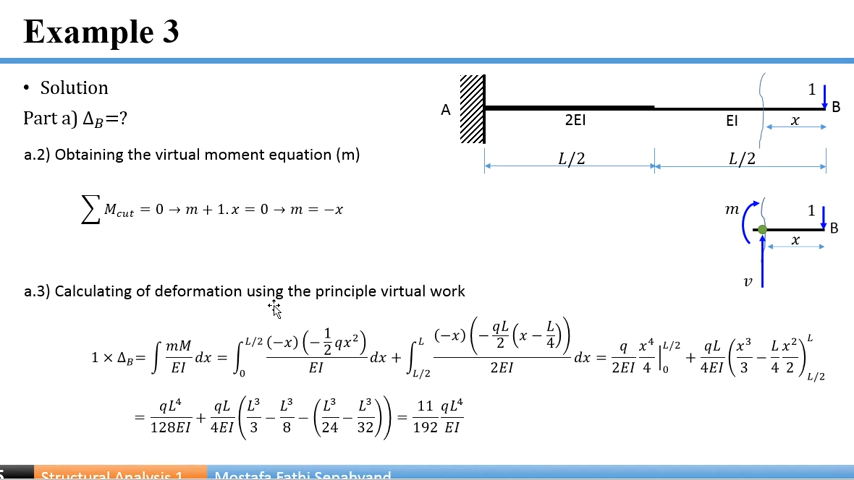 Example 3
• Solution
Part a) Δ_B=?
a.2) Obtaining the virtual moment equation (m)
∑ M_cut = 0 → m + 1.x = 0 → m = −x
A
2EI
EI
1
B
x
L/2
L/2
m
1
B
x
v
a.3) Calculating of deformation using the principle virtual work
1 × Δ_B = ∫ mM/EI dx = ∫_0^{L/2} (−x)(−1/2 qx²)/EI dx + ∫_{L/2}^{L} (−x)(−qL/2 (x − L/4))/2EI dx = q/2EI x⁴/4 |_0^{L/2} + qL/4EI (x³/3 − L/4 x²/2)_{L/2}^{L}
= qL⁴/128EI + qL/4EI (L³/3 − L³/8 − (L³/24 − L³/32)) = 11/192 qL⁴/EI
5 Structural Analysis 1 Mostafa Fathi Sepahvand